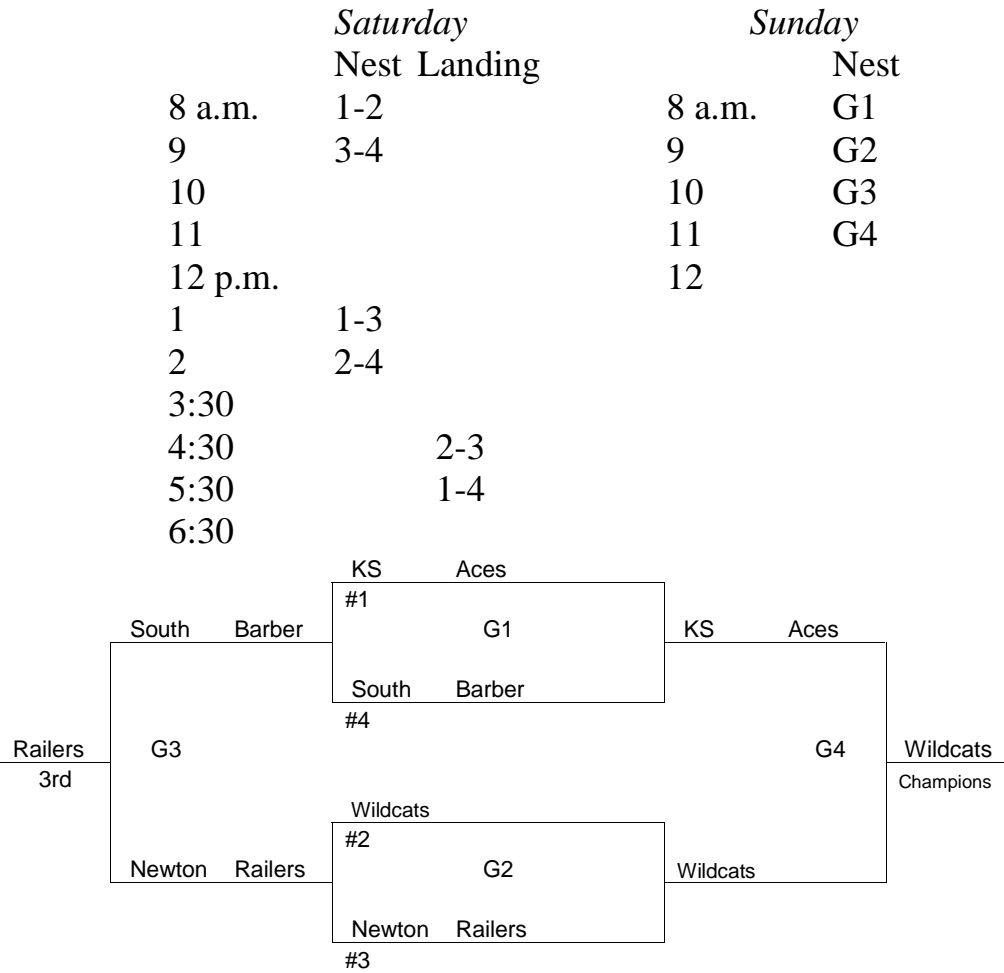 Saturday Sunday
Nest Landing Nest
8 a.m. 1-2 8 a.m. G1
9 3-4 9 G2
10 10 G3
11 11 G4
12 p.m. 12
1 1-3
2 2-4
3:30
4:30 2-3
5:30 1-4
6:30
KS Aces
#1
South Barber G1 KS Aces
South Barber
#4
Railers G3 G4 Wildcats
3rd Champions
Wildcats
#2
Newton Railers G2 Wildcats
Newton Railers
#3